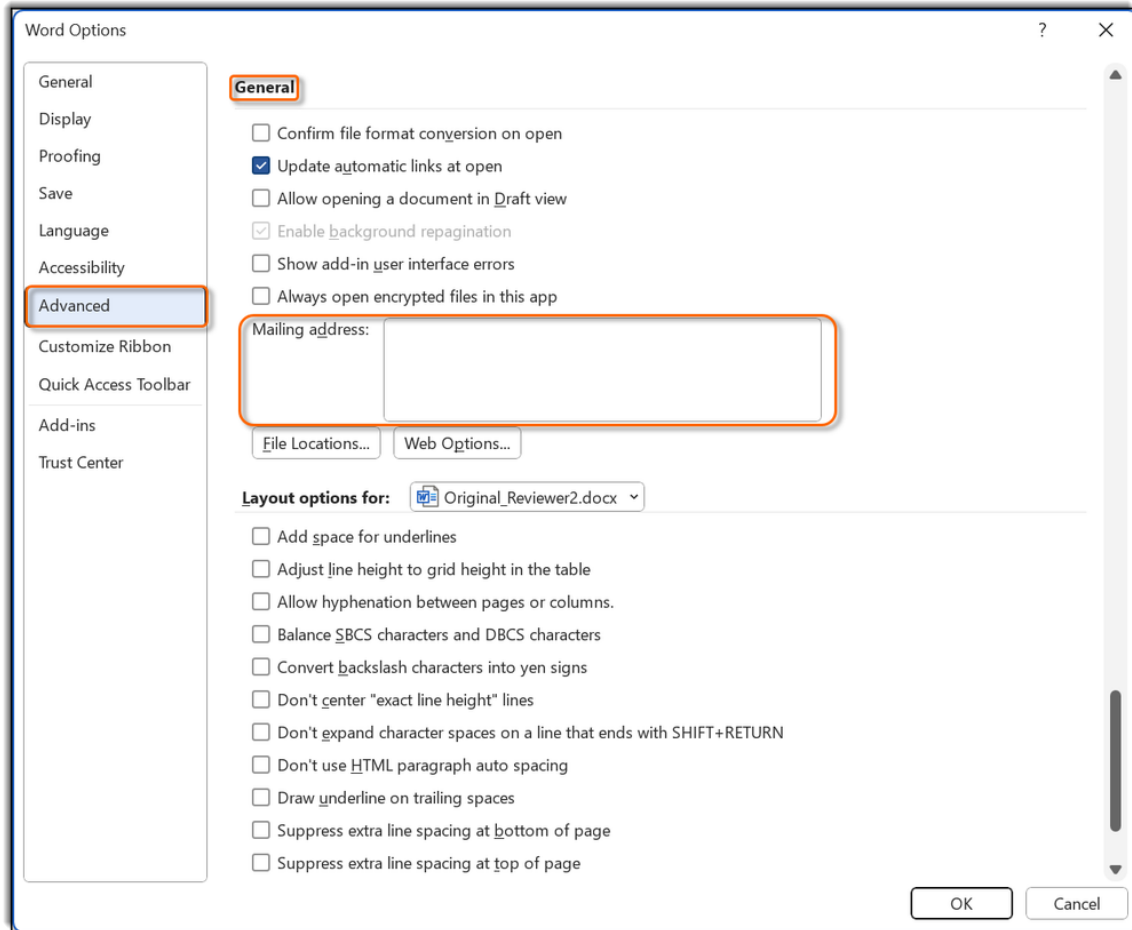 Word Options
?
General
Display
Proofing
Save
Language
Accessibility
Advanced
Customize Ribbon
Quick Access Toolbar
Add-ins
Trust Center
General
Confirm file format conversion on open
Update automatic links at open
Allow opening a document in Draft view
Enable background repagination
Show add-in user interface errors
Always open encrypted files in this app
Mailing address:
File Locations... Web Options...
Layout options for: Original_Reviewer2.docx
Add space for underlines
Adjust line height to grid height in the table
Allow hyphenation between pages or columns.
Balance SBCS characters and DBCS characters
Convert backslash characters into yen signs
Don't center "exact line height" lines
Don't expand character spaces on a line that ends with SHIFT+RETURN
Don't use HTML paragraph auto spacing
Draw underline on trailing spaces
Suppress extra line spacing at bottom of page
Suppress extra line spacing at top of page
OK Cancel